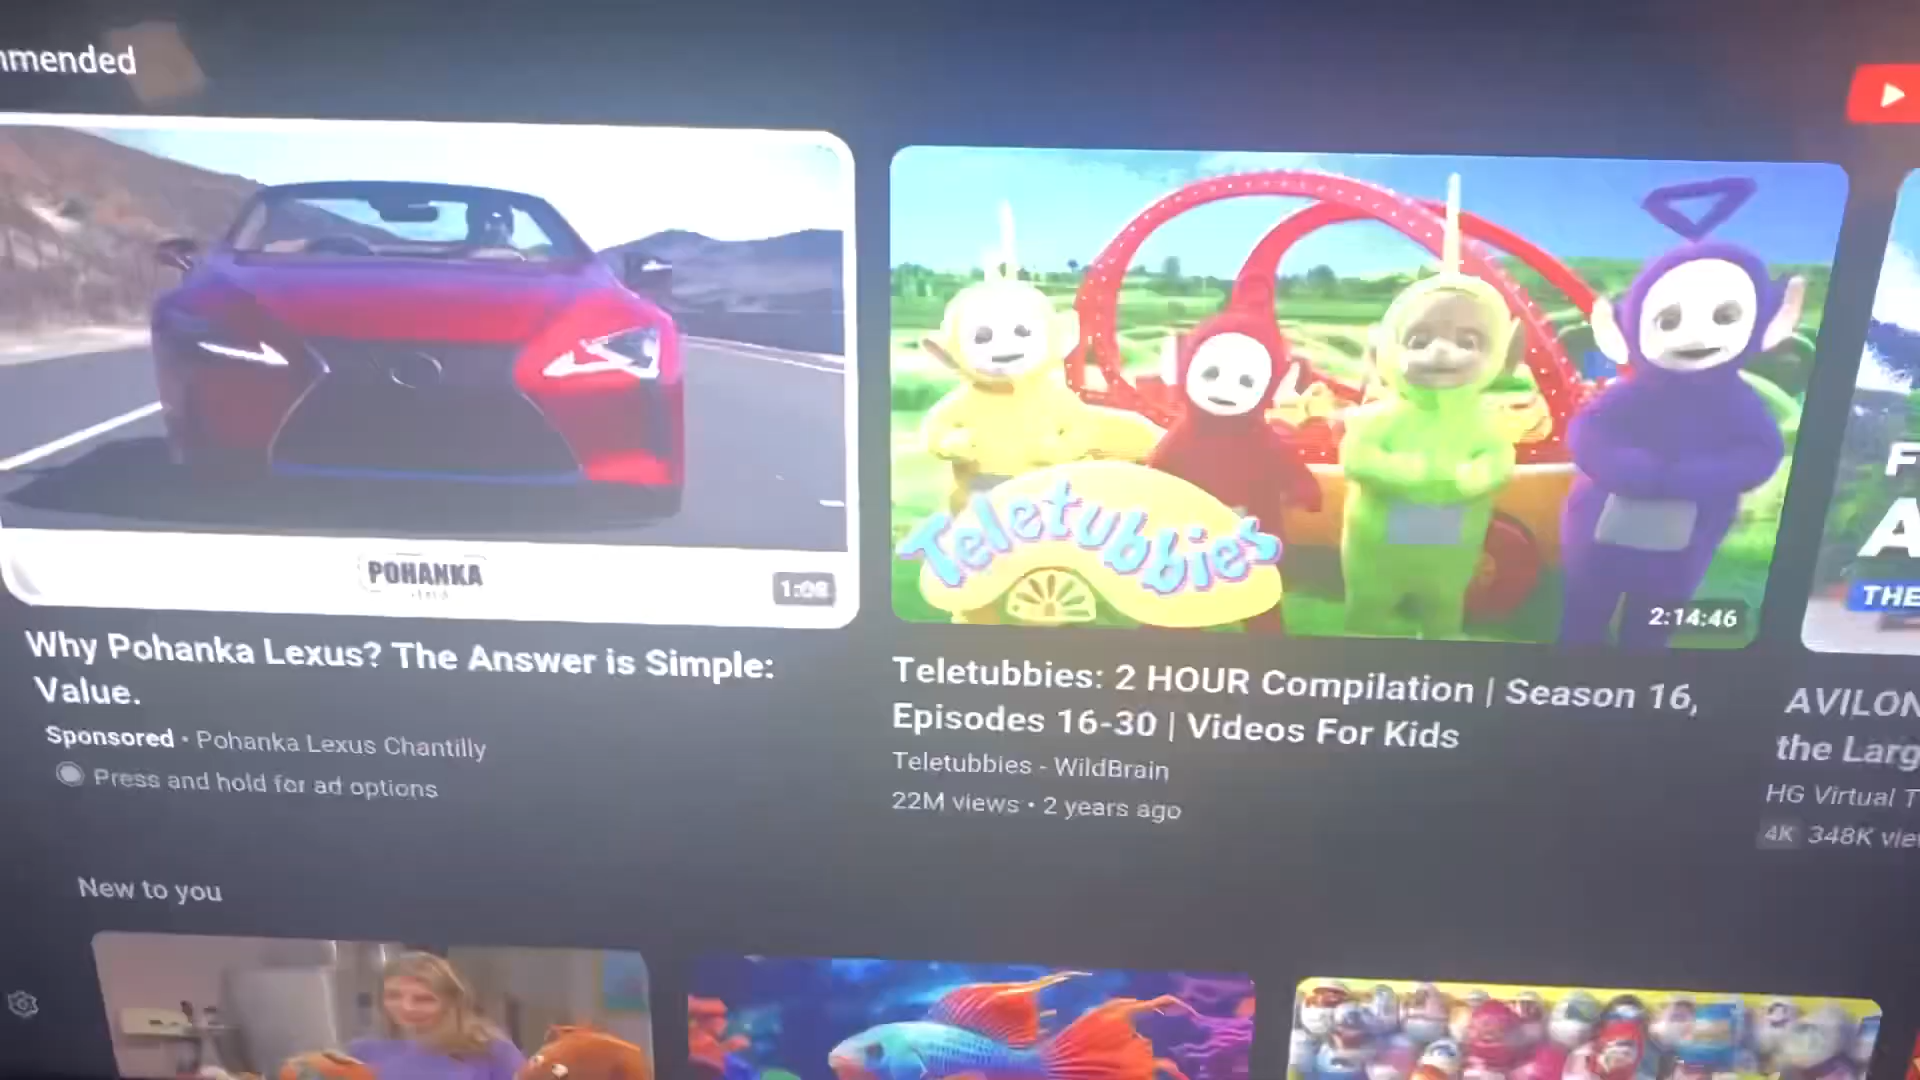 mmended
POHANKA
1:08
Why Pohanka Lexus? The Answer is Simple:
Value.
Sponsored • Pohanka Lexus Chantilly
Press and hold for ad options
Teletubbies
2:14:46
Teletubbies: 2 HOUR Compilation | Season 16,
Episodes 16-30 | Videos For Kids
Teletubbies - WildBrain
22M views • 2 years ago
F
A
THE
AVILON
the Larg
HG Virtual T
4K 348K vie
New to you